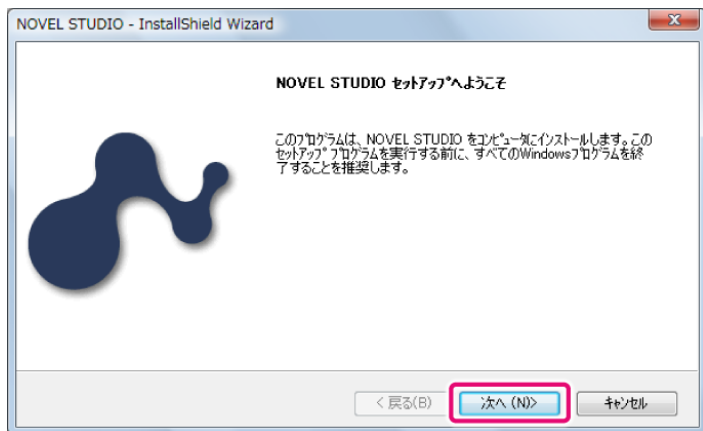 NOVEL STUDIO - InstallShield Wizard
NOVEL STUDIO ｾｯﾄｱｯﾌﾟへようこそ
このﾌﾟﾛｸﾞﾗﾑは、NOVEL STUDIO をｺﾝﾋﾟｭｰﾀにｲﾝｽﾄｰﾙします。この
ｾｯﾄｱｯﾌﾟ ﾌﾟﾛｸﾞﾗﾑを実行する前に、すべてのWindowsﾌﾟﾛｸﾞﾗﾑを終
了することを推奨します。
< 戻る(B)
次へ (N)>
ｷｬﾝｾﾙ